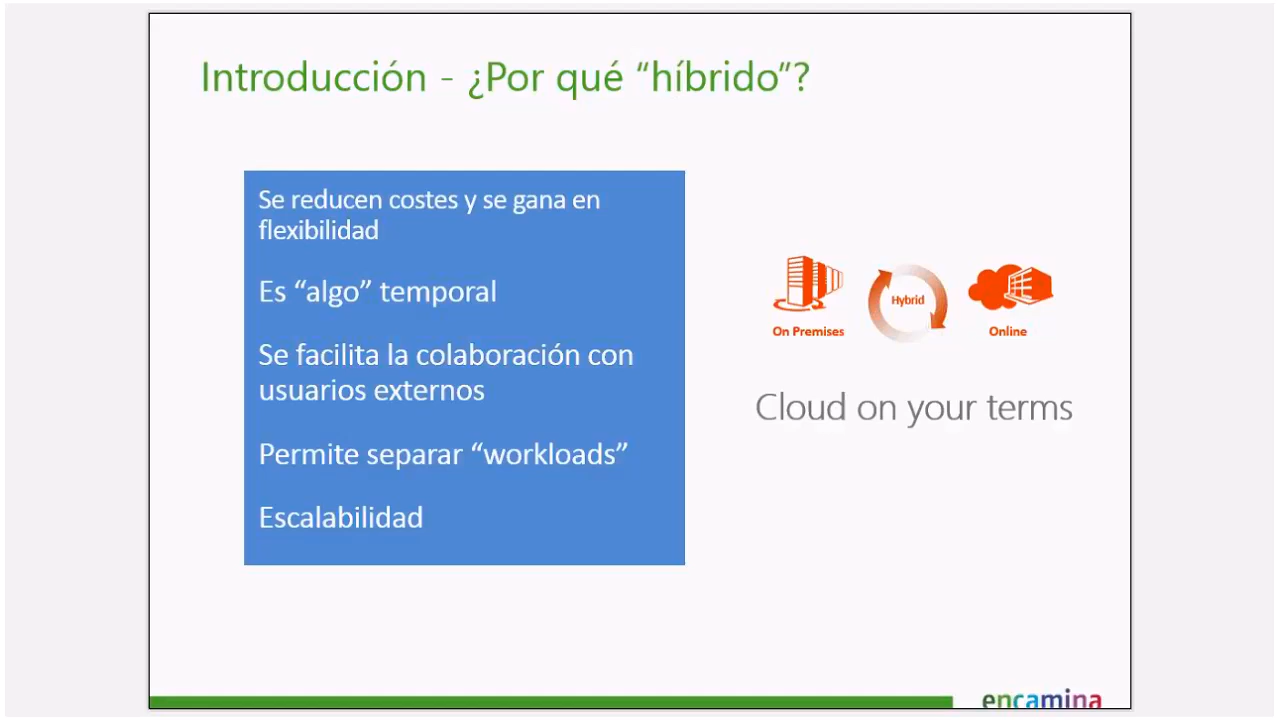 Introducción - ¿Por qué “híbrido”?
Se reducen costes y se gana en
flexibilidad
Es “algo” temporal
Se facilita la colaboración con
usuarios externos
Permite separar “workloads”
Escalabilidad
On Premises
Hybrid
Online
Cloud on your terms
encamina